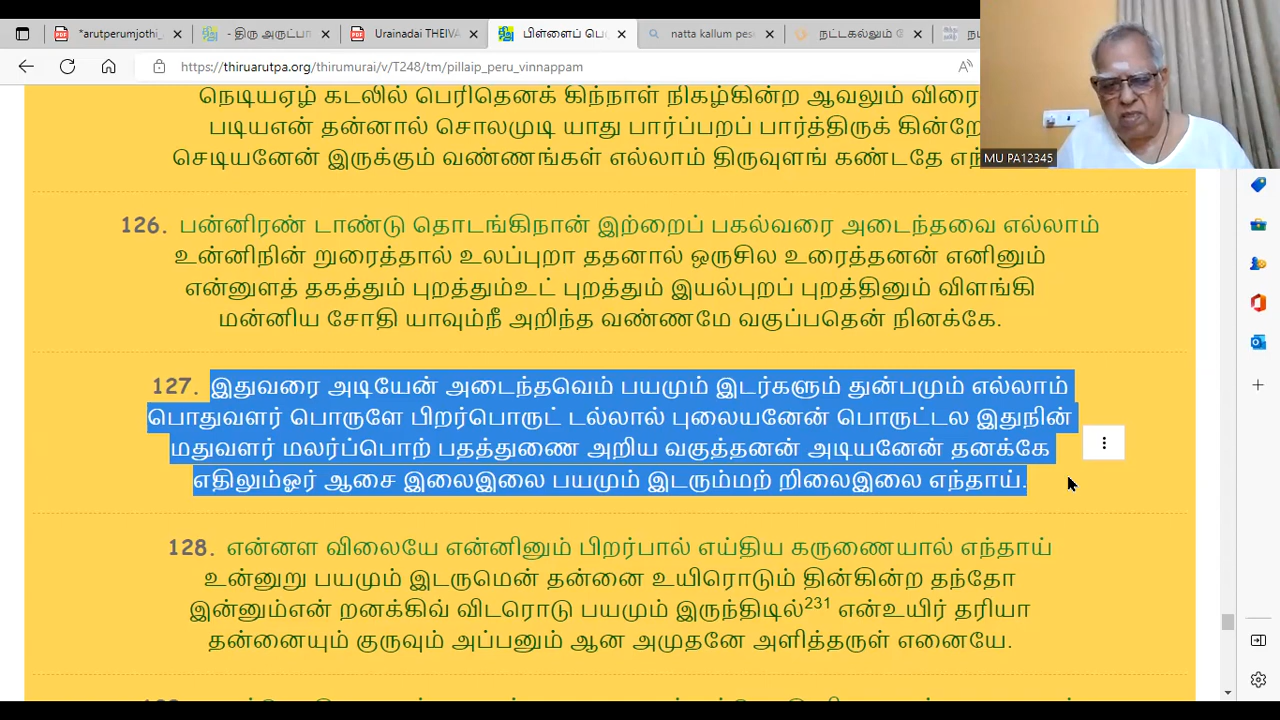 *arutperumjothi_
- திரு அருட்பா
Urainadai THEIVA
பிள்ளைப் பெ
natta kallum pes
நட்டகல்லும் பே
https://thiruarutpa.org/thirumurai/v/T248/tm/pillaip_peru_vinnappam
நெடியஏழ் கடலில் பெரிதெனக் கிந்நாள் நிகழ்கின்ற ஆவலும் விரை
படியஎன் தன்னால் சொலமுடி யாது பார்ப்பறப் பார்த்திருக் கின்றே
செடியனேன் இருக்கும் வண்ணங்கள் எல்லாம் திருவுளங் கண்டதே எந்
MU PA12345
126. பன்னிரண் டாண்டு தொடங்கிநான் இற்றைப் பகல்வரை அடைந்தவை எல்லாம்
உன்னிநின் றுரைத்தால் உலப்புறா ததனால் ஒருசில உரைத்தனன் எனினும்
என்னுளத் தகத்தும் புறத்தும்உட் புறத்தும் இயல்புறப் புறத்தினும் விளங்கி
மன்னிய சோதி யாவும்நீ அறிந்த வண்ணமே வகுப்பதென் நினக்கே.
127. இதுவரை அடியேன் அடைந்தவெம் பயமும் இடர்களும் துன்பமும் எல்லாம்
பொதுவளர் பொருளே பிறர்பொருட் டல்லால் புலையனேன் பொருட்டல இதுநின்
மதுவளர் மலர்ப்பொற் பதத்துணை அறிய வகுத்தனன் அடியனேன் தனக்கே
எதிலும்ஓர் ஆசை இலைஇலை பயமும் இடரும்மற் றிலைஇலை எந்தாய்.
128. என்னள விலையே என்னினும் பிறர்பால் எய்திய கருணையால் எந்தாய்
உன்னுறு பயமும் இடருமென் தன்னை உயிரொடும் தின்கின்ற தந்தோ
இன்னும்என் றனக்கிவ் விடரொடு பயமும் இருந்திடில்231 என்உயிர் தரியா
தன்னையும் குருவும் அப்பனும் ஆன அமுதனே அளித்தருள் எனையே.